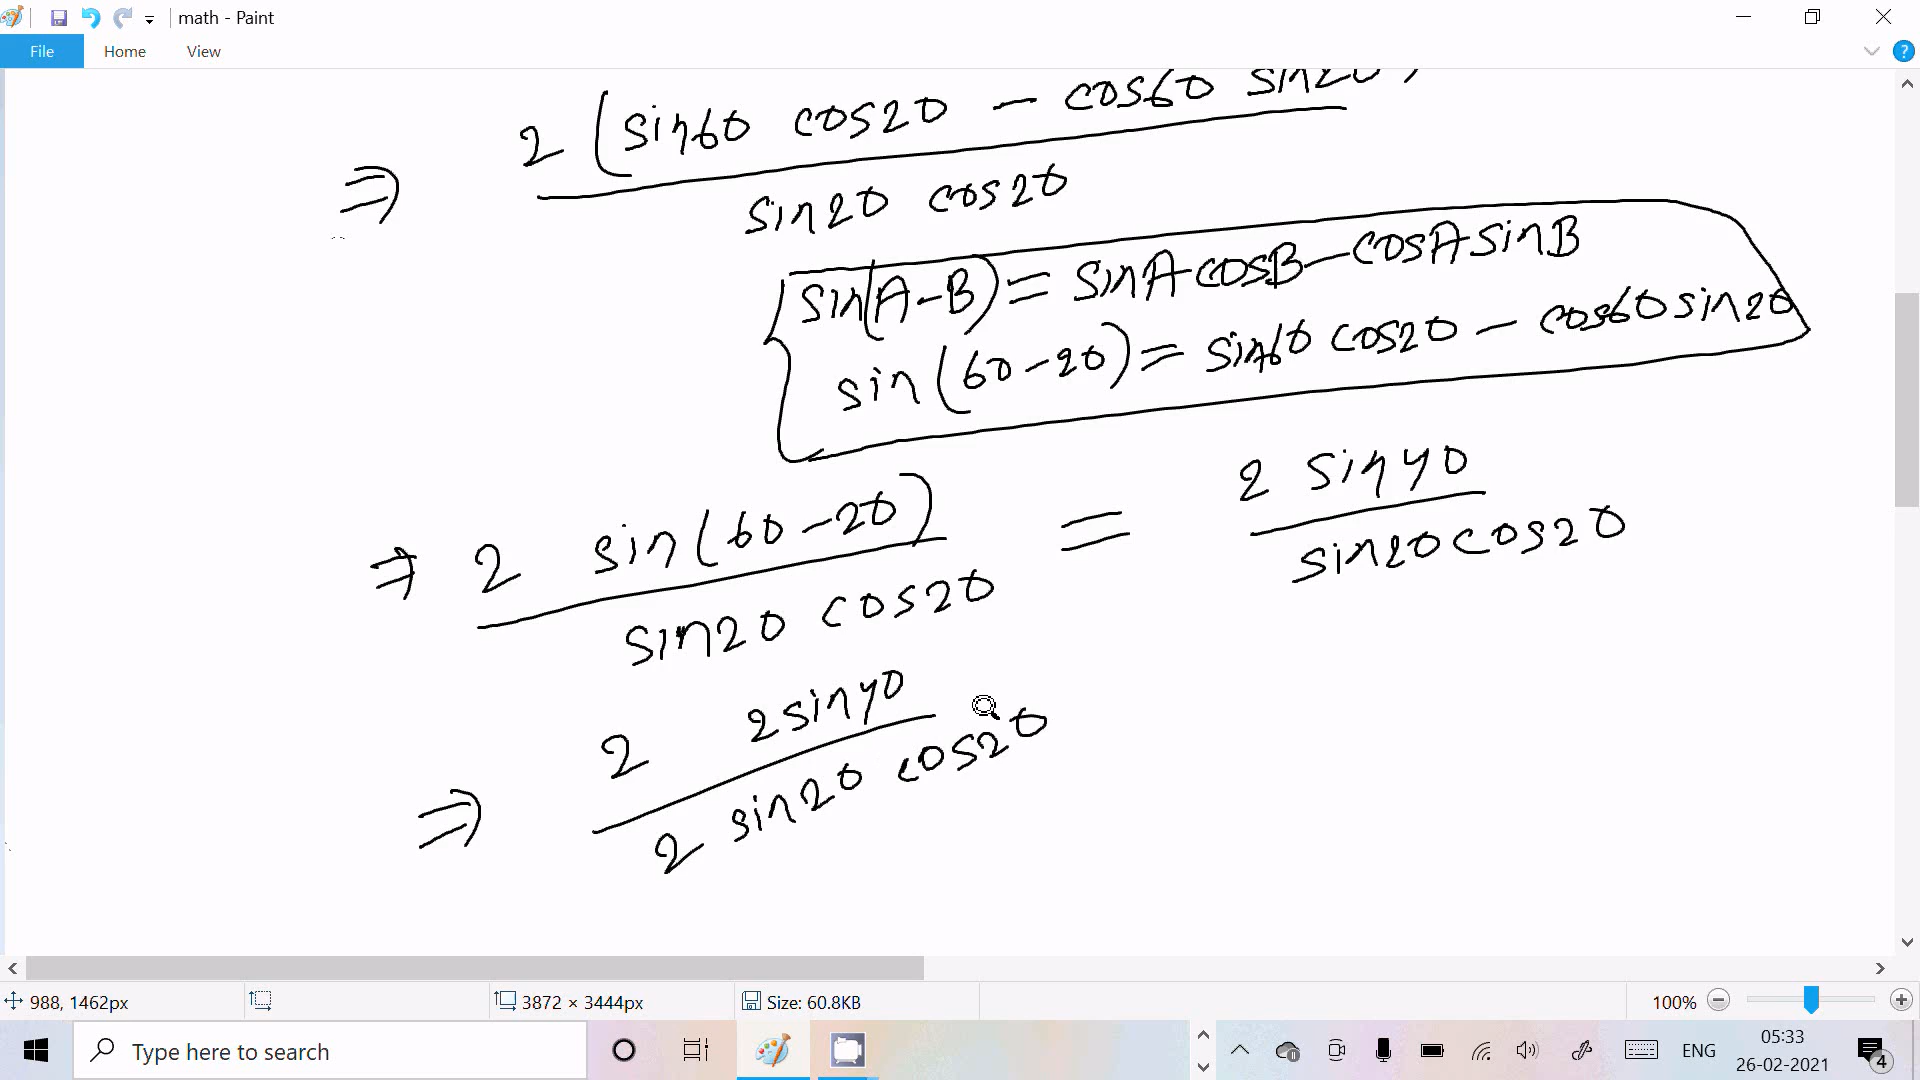 math - Paint
File Home View
2 (sin60 cos20 - cos60 sin20)
⇒
sin20 cos20
sin(A-B) = sinA cosB - cosA sinB
sin(60-20) = sin60 cos20 - cos60 sin20
⇒ 2 sin(60-20) = 2 sin40
sin20 cos20 sin20 cos20
2 2sin40
⇒
2 sin20 cos20
988, 1462px 3872 × 3444px Size: 60.8KB 100%
Type here to search ENG 05:33
26-02-2021 4